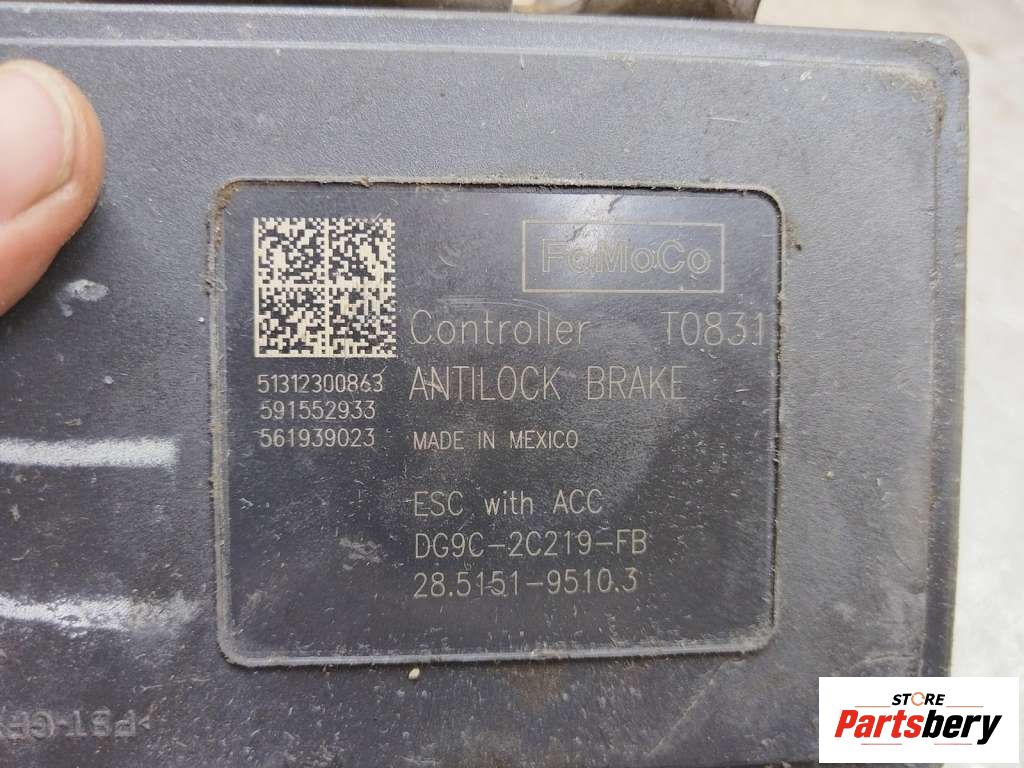 FoMoCo
Controller T0831
ANTILOCK BRAKE
51312300863
591552933
561939023
MADE IN MEXICO
ESC with ACC
DG9C-2C219-FB
28.5151-9510.3
STORE
Partsbery